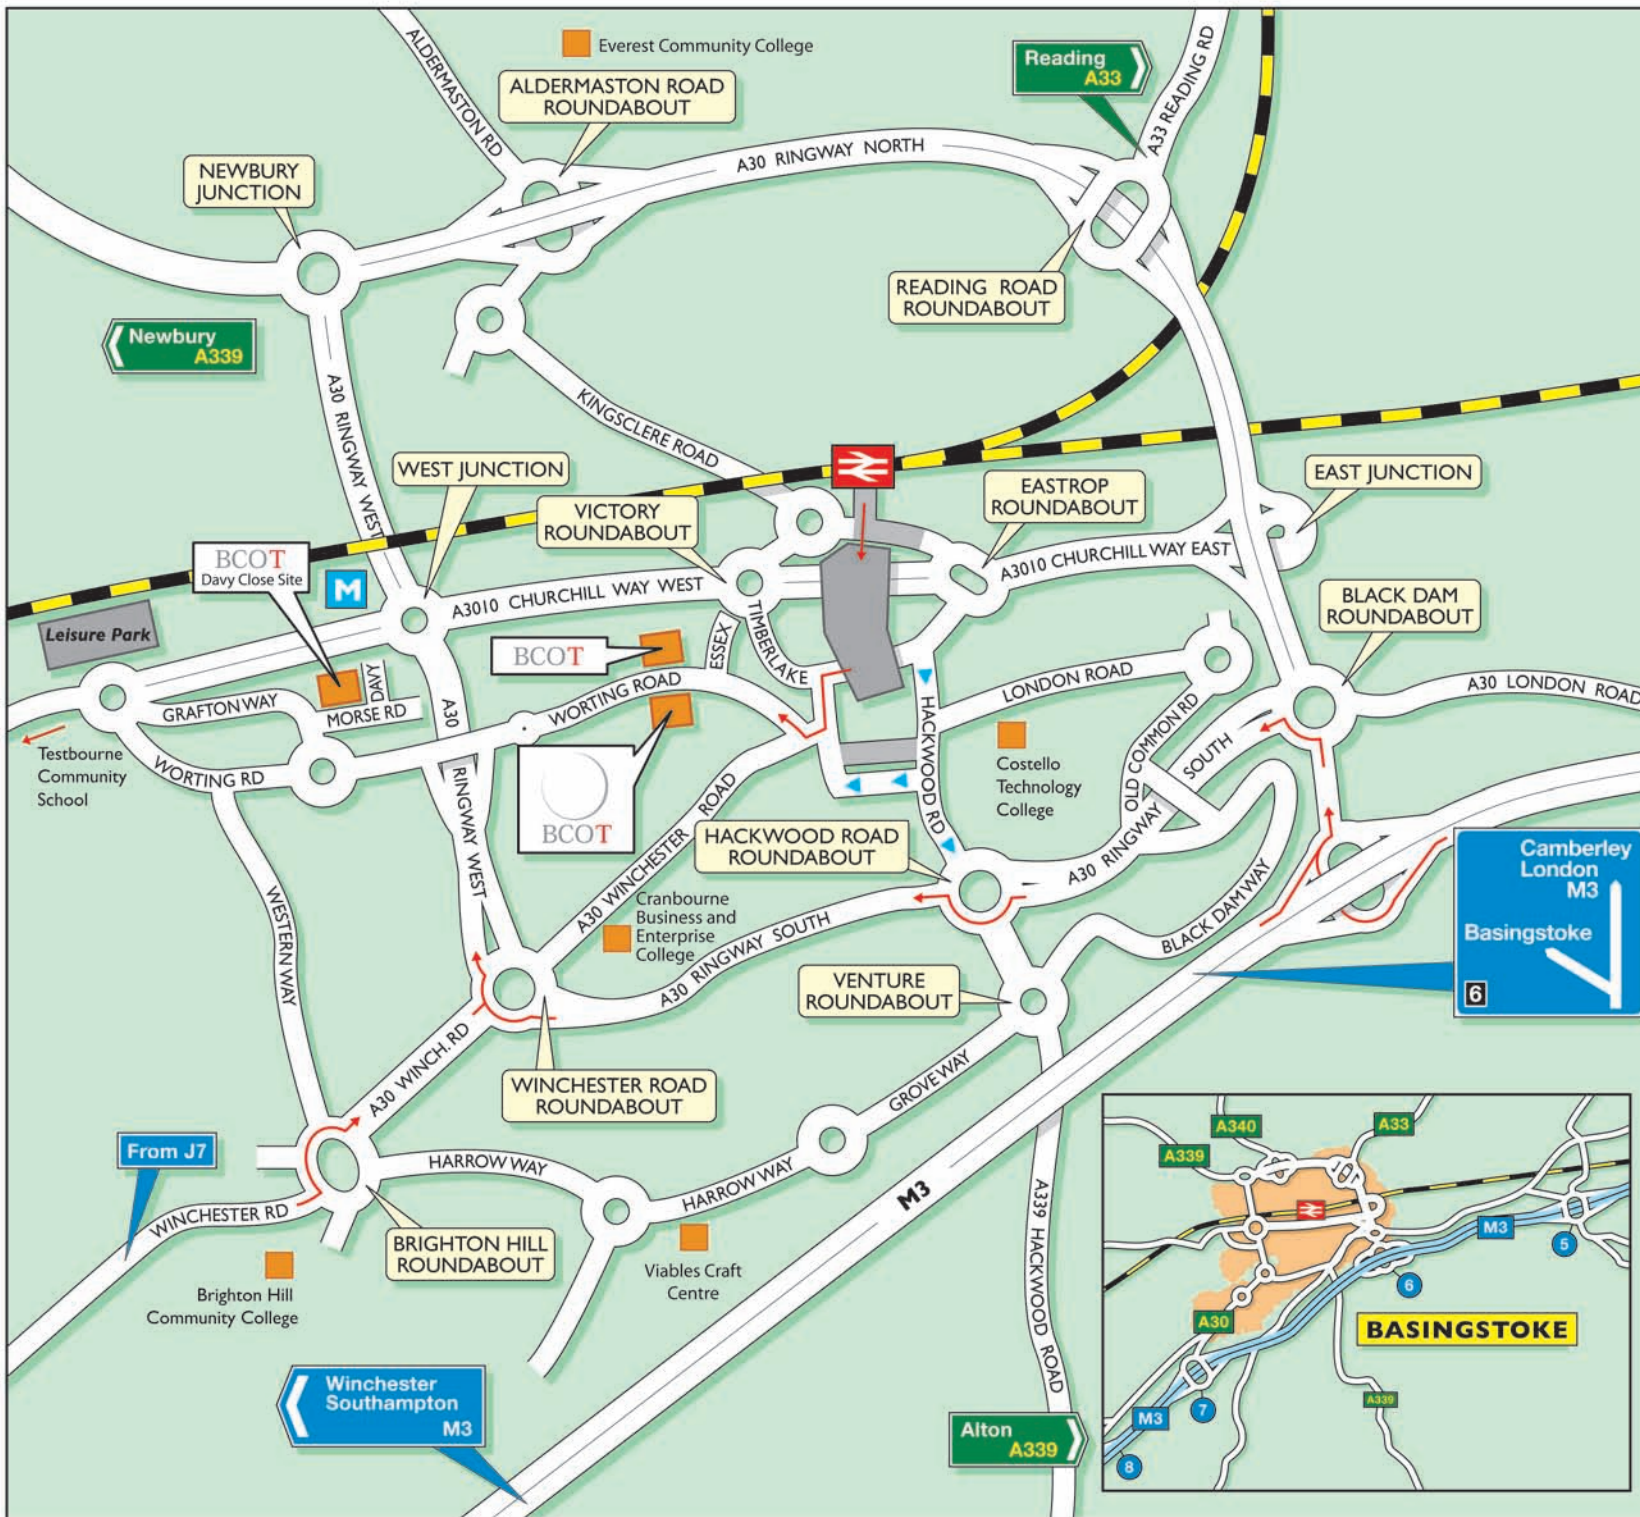 ALDERMASTON RD
Everest Community College
ALDERMASTON ROAD
ROUNDABOUT
Reading
A33
A33 READING RD
NEWBURY
JUNCTION
A30 RINGWAY NORTH
READING ROAD
ROUNDABOUT
Newbury
A339
A30 RINGWAY WEST
KINGSCLERE ROAD
WEST JUNCTION
VICTORY
ROUNDABOUT
EASTROP
ROUNDABOUT
EAST JUNCTION
BCOT
Davy Close Site
M
A3010 CHURCHILL WAY WEST
A3010 CHURCHILL WAY EAST
BLACK DAM
ROUNDABOUT
Leisure Park
BCOT
ESSEX
TIMBERLAKE
DAVY
GRAFTON WAY
MORSE RD
WORTING ROAD
LONDON ROAD
A30 LONDON ROAD
Testbourne
Community
School
WORTING RD
A30
RINGWAY WEST
BCOT
HACKWOOD RD
Costello
Technology
College
OLD COMMON RD
A30 RINGWAY
SOUTH
A30 WINCHESTER ROAD
HACKWOOD ROAD
ROUNDABOUT
Camberley
London
M3
Basingstoke
6
WESTERN WAY
Cranbourne
Business and
Enterprise
College
A30 RINGWAY SOUTH
BLACK DAM WAY
VENTURE
ROUNDABOUT
A30 WINCH. RD
WINCHESTER ROAD
ROUNDABOUT
GROVE WAY
From J7
WINCHESTER RD
HARROW WAY
HARROW WAY
M3
A339 HACKWOOD ROAD
BRIGHTON HILL
ROUNDABOUT
Brighton Hill
Community College
Viables Craft
Centre
Winchester
Southampton
M3
Alton
A339
A340
A33
A339
M3
5
6
A30
BASINGSTOKE
A339
M3
7
8